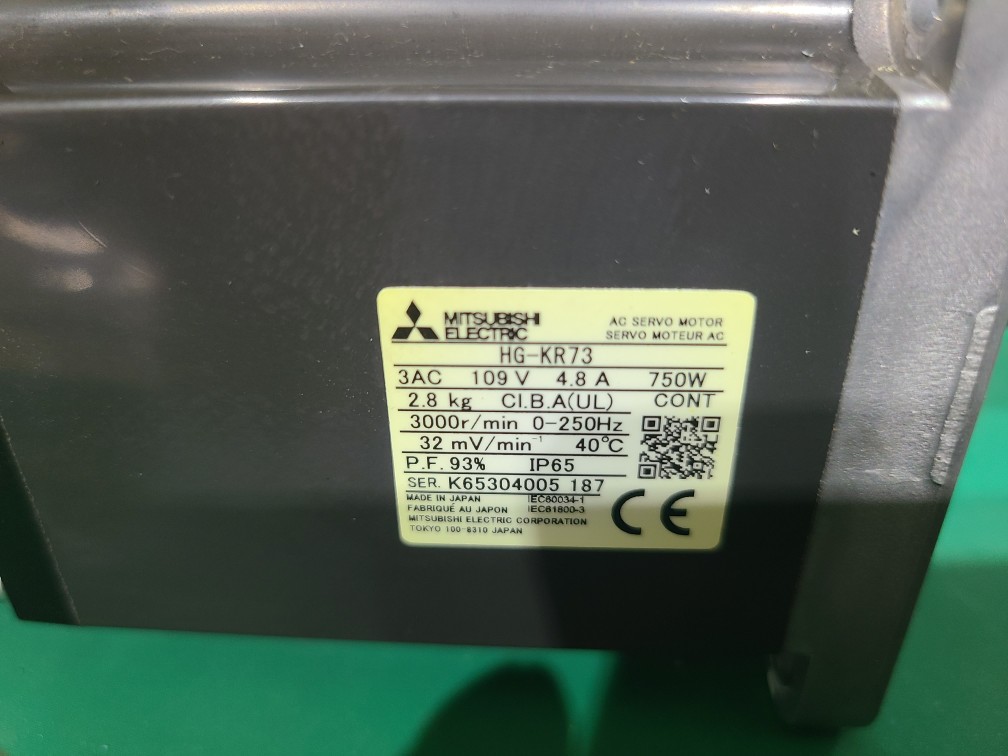 MITSUBISHI
ELECTRIC
AC SERVO MOTOR
SERVO MOTEUR AC
HG-KR73
3AC 109 V 4.8 A 750W
2.8 kg CI.B.A(UL) CONT
3000r/min 0-250Hz
32 mV/min⁻¹ 40℃
P.F. 93% IP65
SER. K65304005 187
MADE IN JAPAN IEC60034-1
FABRIQUÉ AU JAPON IEC61800-3
MITSUBISHI ELECTRIC CORPORATION
TOKYO 100-8310 JAPAN
CE